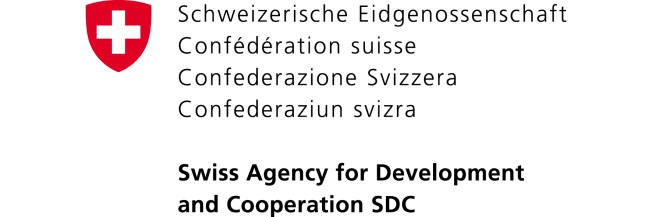 Schweizerische Eidgenossenschaft
Confédération suisse
Confederazione Svizzera
Confederaziun svizra
Swiss Agency for Development
and Cooperation SDC